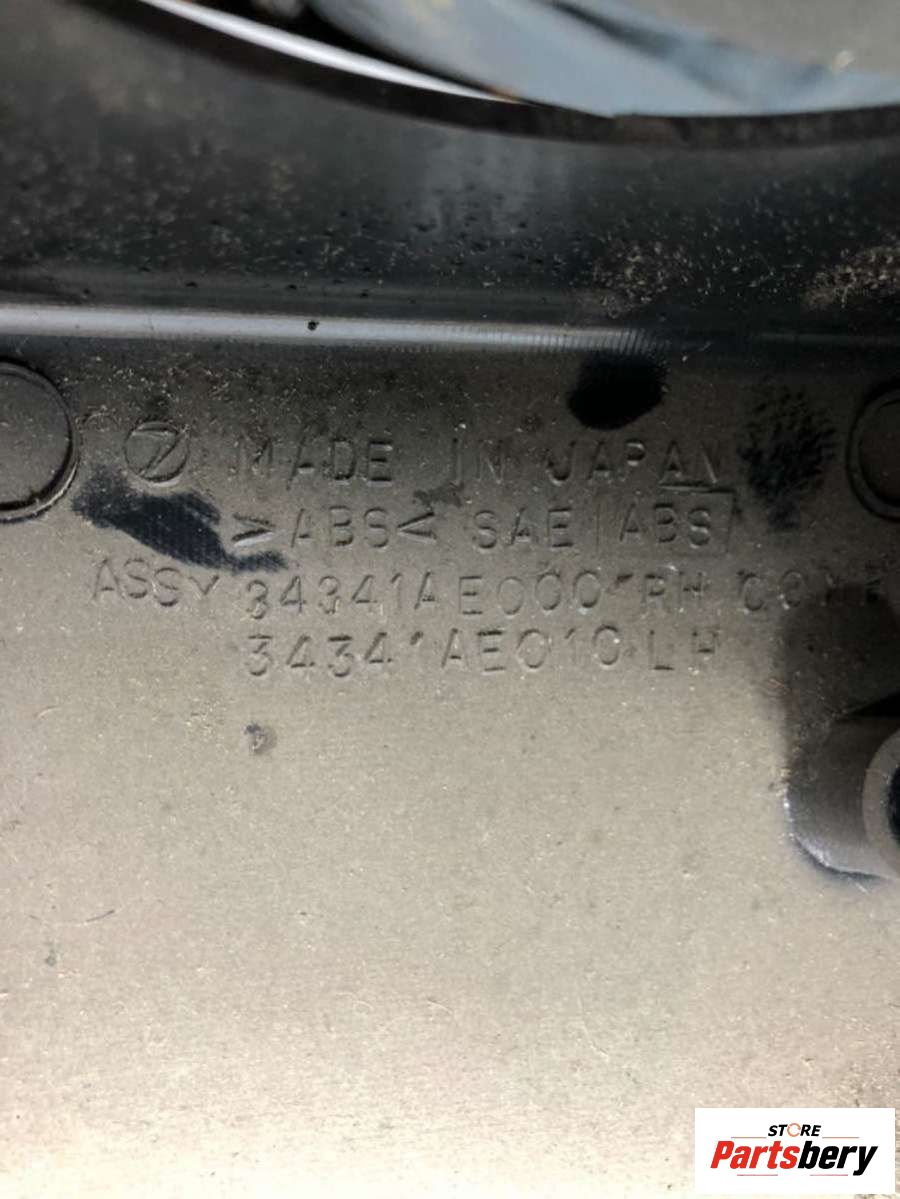 MADE IN JAPAN
>ABS< SAE ABS
ASSY 34341AE000 RH
34341AE010 LH
STORE
Partsbery